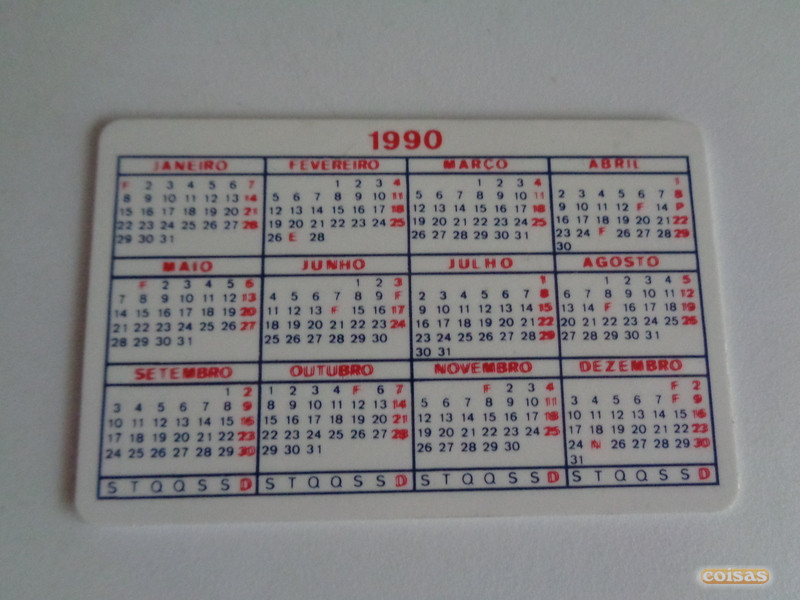 1990
JANEIRO
F 2 3 4 5 6 7
8 9 10 11 12 13 14
15 16 17 18 19 20 21
22 23 24 25 26 27 28
29 30 31
FEVEREIRO
1 2 3 4
5 6 7 8 9 10 11
12 13 14 15 16 17 18
19 20 21 22 23 24 25
26 E 28
MARÇO
1 2 3 4
5 6 7 8 9 10 11
12 13 14 15 16 17 18
19 20 21 22 23 24 25
26 27 28 29 30 31
ABRIL
1
2 3 4 5 6 7 8
9 10 11 12 F 14 P
16 17 18 19 20 21 22
23 24 F 26 27 28 29
30
MAIO
F 2 3 4 5 6
7 8 9 10 11 12 13
14 15 16 17 18 19 20
21 22 23 24 25 26 27
28 29 30 31
JUNHO
1 2 3
4 5 6 7 8 9 F
11 12 13 F 15 16 17
18 19 20 21 22 23 24
25 26 27 28 29 30
JULHO
1
2 3 4 5 6 7 8
9 10 11 12 13 14 15
16 17 18 19 20 21 22
23 24 25 26 27 28 29
30 31
AGOSTO
1 2 3 4 5
6 7 8 9 10 11 12
13 14 F 16 17 18 19
20 21 22 23 24 25 26
27 28 29 30 31
SETEMBRO
1 2
3 4 5 6 7 8 9
10 11 12 13 14 15 16
17 18 19 20 21 22 23
24 25 26 27 28 29 30
OUTUBRO
1 2 3 4 F 6 7
8 9 10 11 12 13 14
15 16 17 18 19 20 21
22 23 24 25 26 27 28
29 30 31
NOVEMBRO
F 2 3 4
5 6 7 8 9 10 11
12 13 14 15 16 17 18
19 20 21 22 23 24 25
26 27 28 29 30
DEZEMBRO
F 2
3 4 5 6 7 F 9
10 11 12 13 14 15 16
17 18 19 20 21 22 23
24 N 26 27 28 29 30
31
S T Q Q S S D S T Q Q S S D S T Q Q S S D S T Q Q S S D
coisas